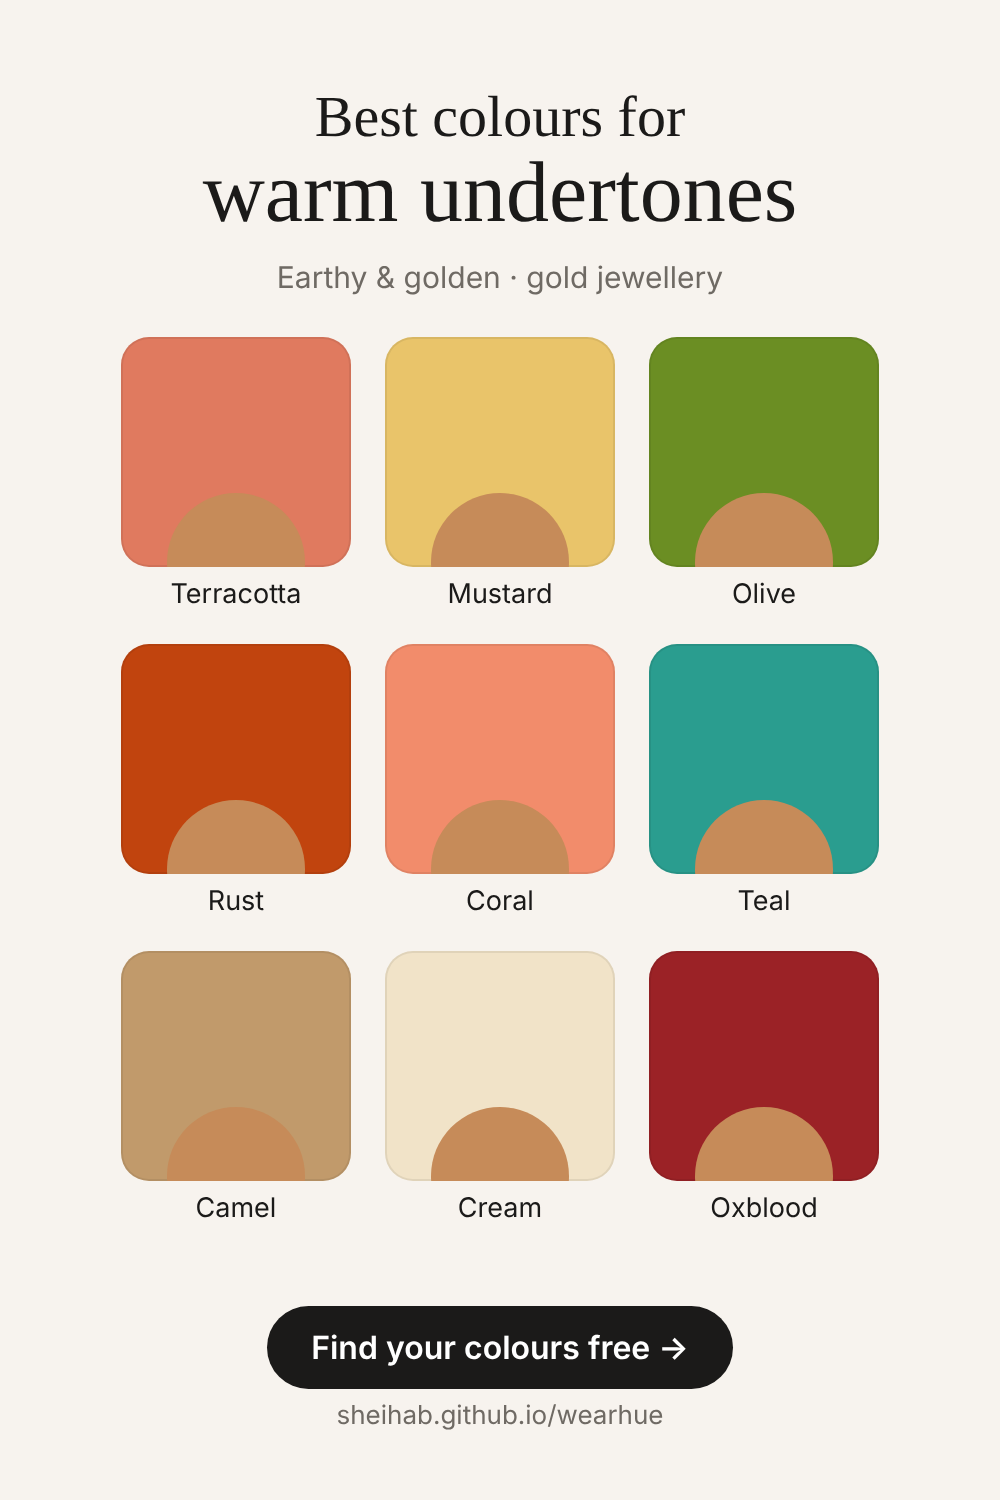 Best colours for
warm undertones
Earthy & golden · gold jewellery
Terracotta
Mustard
Olive
Rust
Coral
Teal
Camel
Cream
Oxblood
Find your colours free →
sheihab.github.io/wearhue